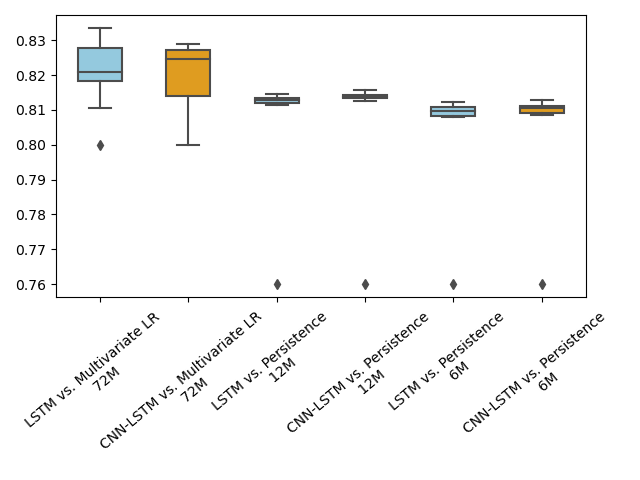 0.83
0.82
0.81
0.80
0.79
0.78
0.77
0.76
LSTM vs. Multivariate LR
72M
CNN-LSTM vs. Multivariate LR
72M
LSTM vs. Persistence
12M
CNN-LSTM vs. Persistence
12M
LSTM vs. Persistence
6M
CNN-LSTM vs. Persistence
6M